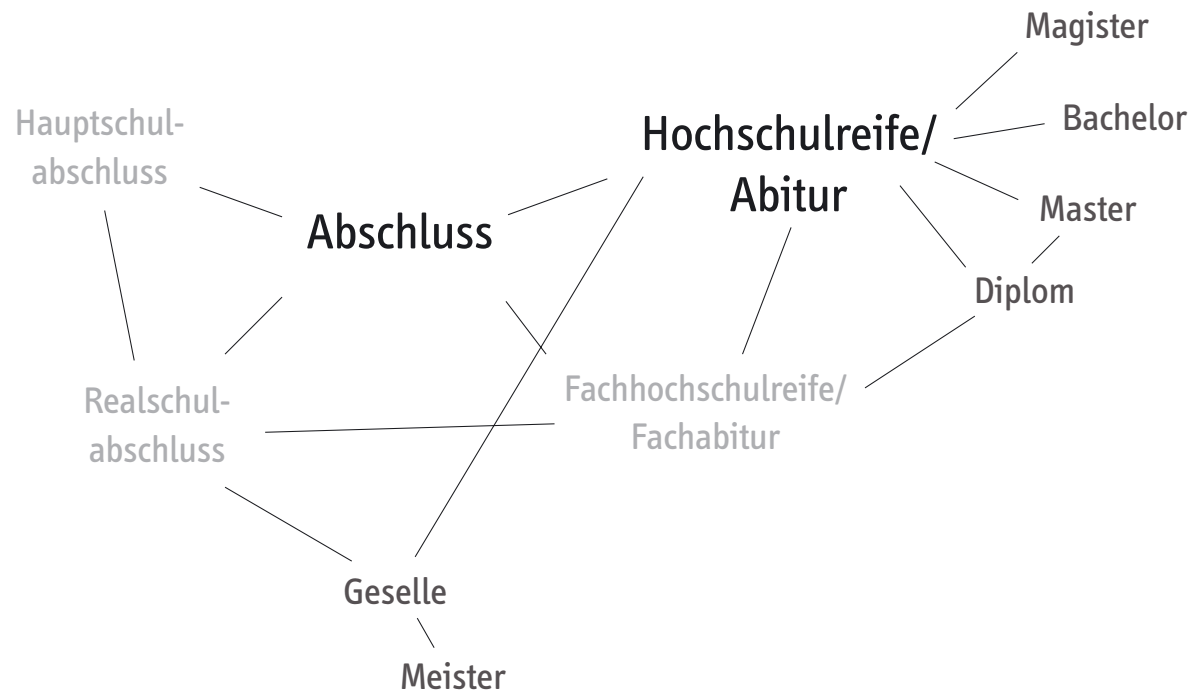 Magister
Hauptschul-
abschluss
Hochschulreife/
Abitur
Bachelor
Abschluss
Master
Diplom
Realschul-
abschluss
Fachhochschulreife/
Fachabitur
Geselle
Meister